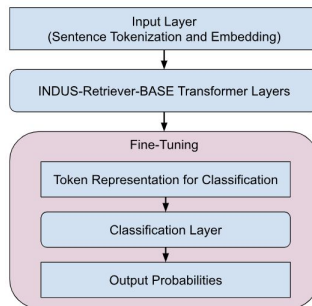 Input Layer
(Sentence Tokenization and Embedding)
INDUS-Retriever-BASE Transformer Layers
Fine-Tuning
Token Representation for Classification
Classification Layer
Output Probabilities